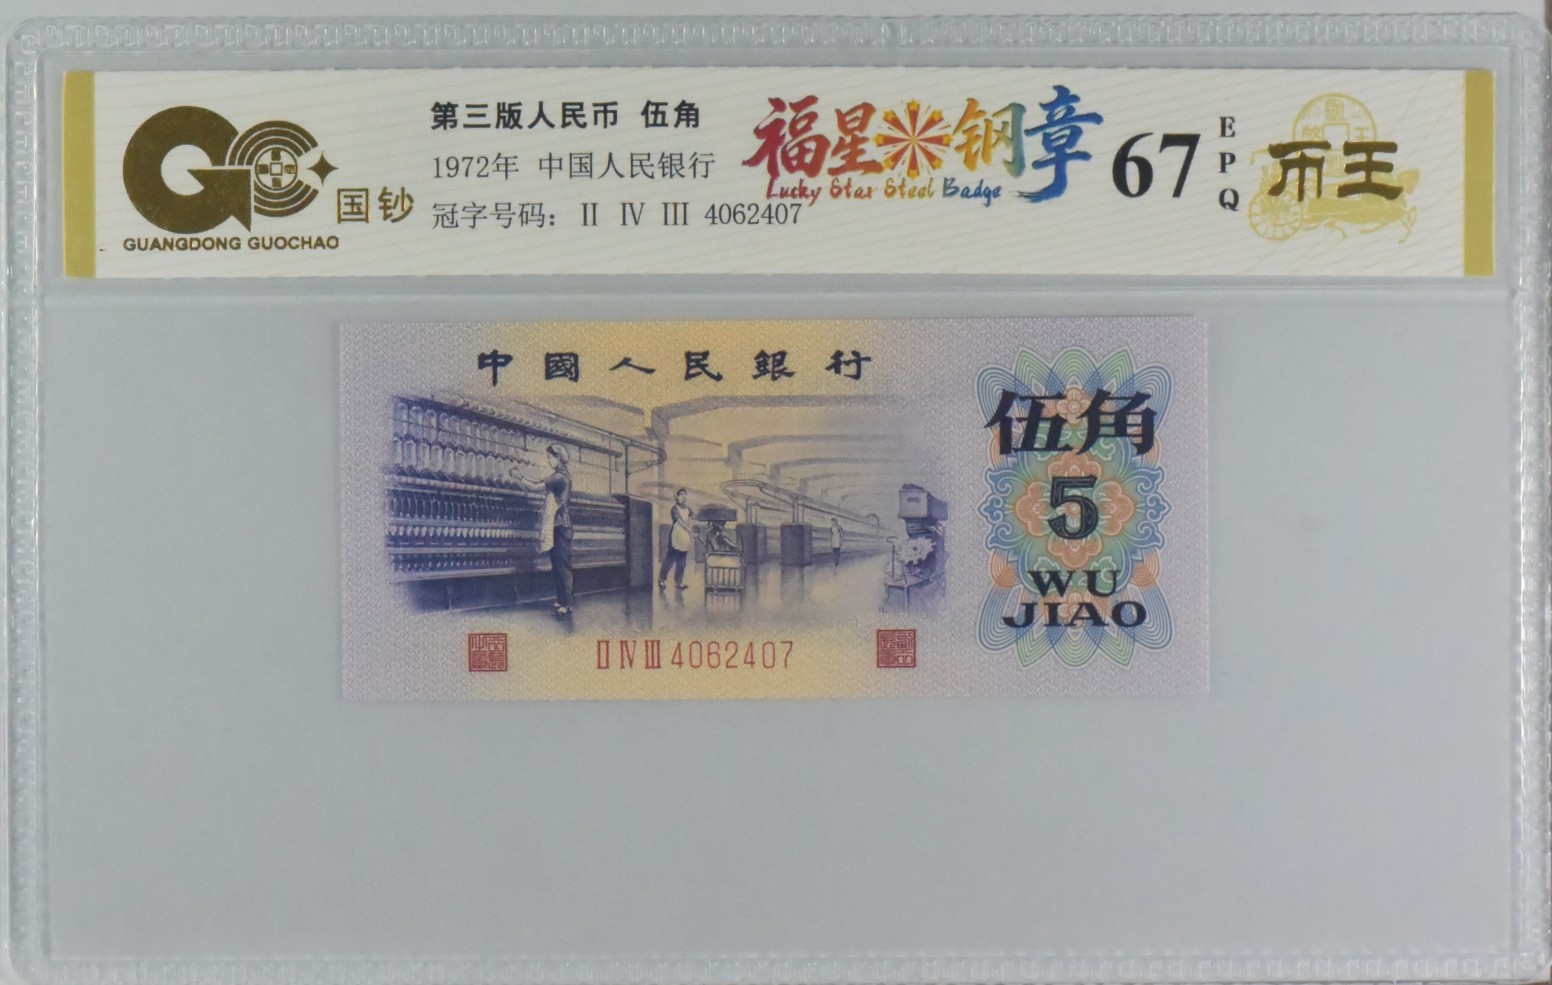 国钞
GUANGDONG GUOCHAO
第三版人民币 伍角
1972年 中国人民银行
冠字号码： II IV III 4062407
福星钢章
Lucky Star Steel Badge
67
EPQ
币王
中國人民銀行
伍角
5
WU
JIAO
II IV III 4062407